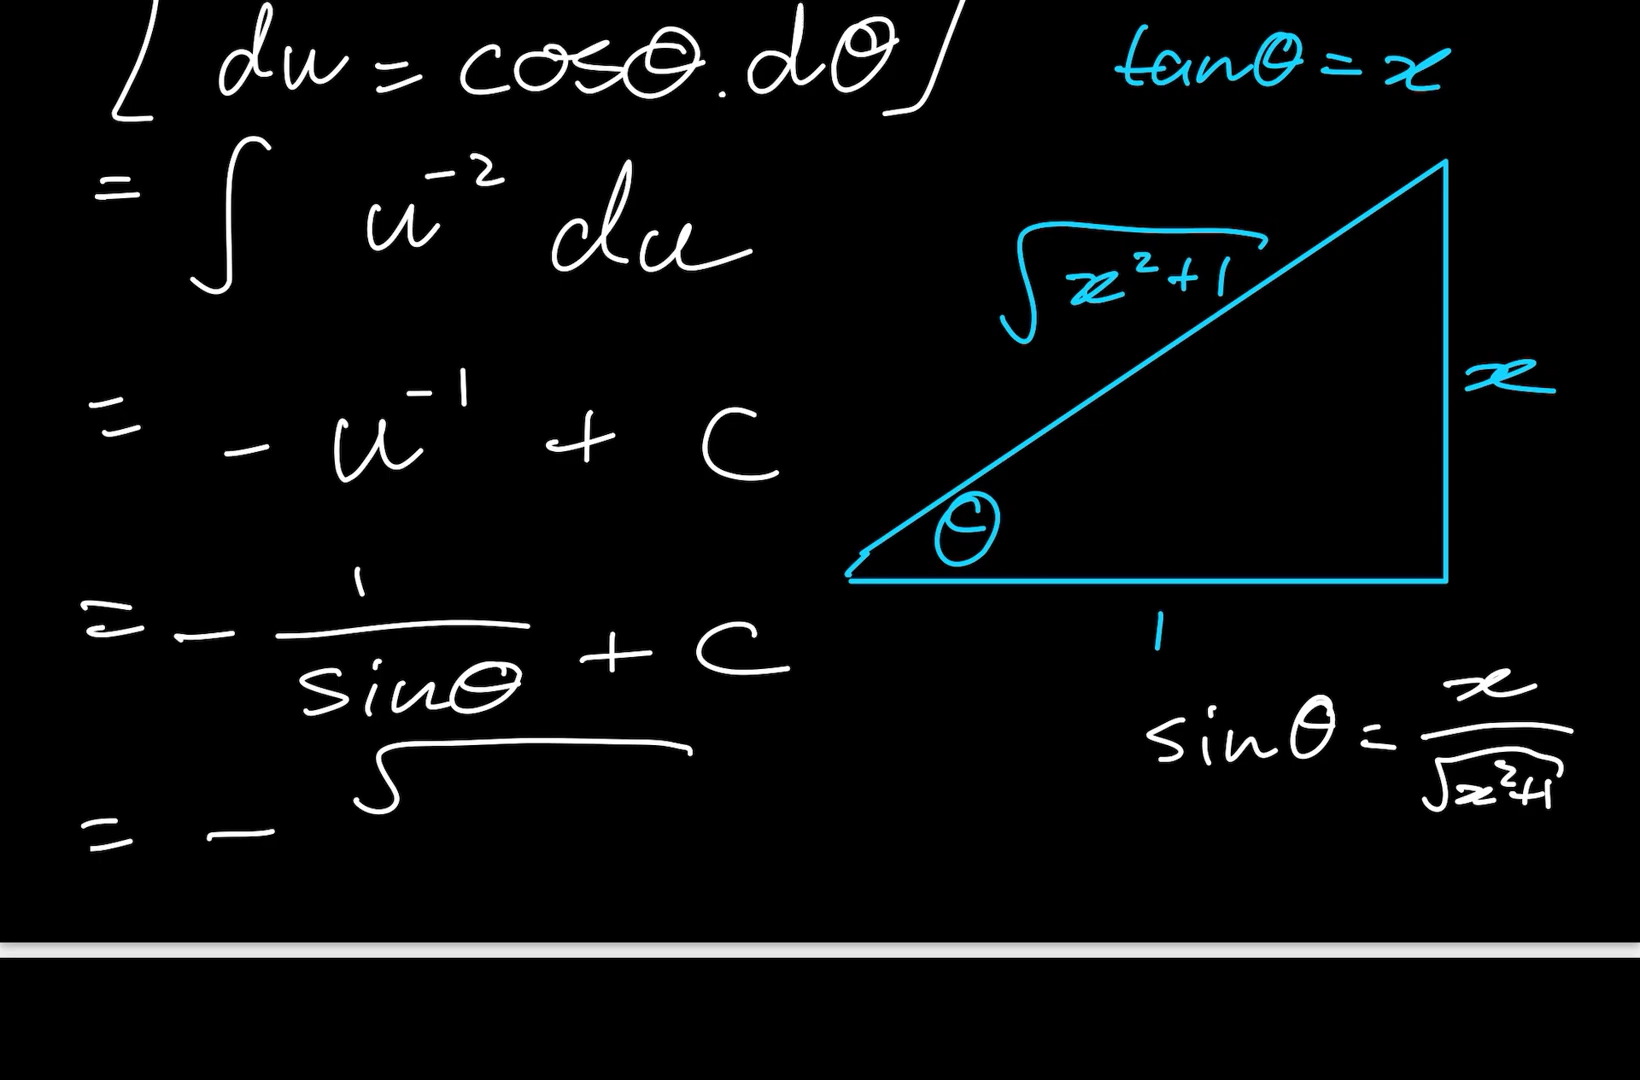 [ du = cosθ . dθ ]
tanθ = x
= ∫ u⁻² du
√x²+1
x
= - u⁻¹ + C
θ
= - 1/sinθ + C
1
sinθ = x/√x²+1
= - √